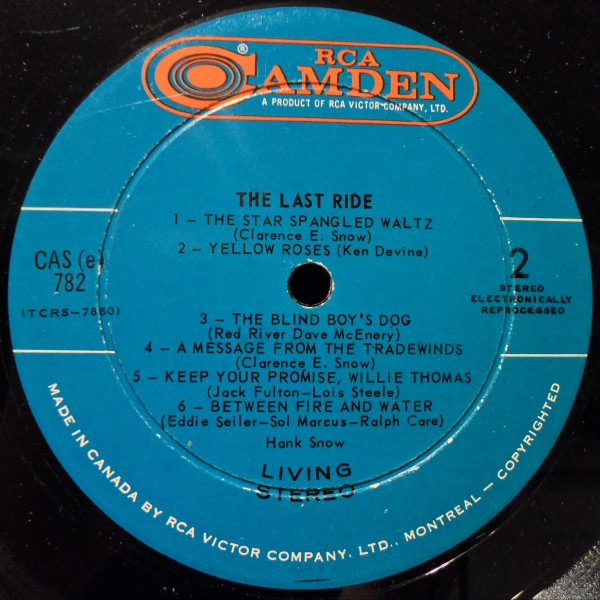 RCA
CAMDEN
®
A PRODUCT OF RCA VICTOR COMPANY, LTD.
THE LAST RIDE
1 – THE STAR SPANGLED WALTZ
(Clarence E. Snow)
2 – YELLOW ROSES (Ken Devine)
CAS (e)
782
(TCRS-7850)
2
STEREO
ELECTRONICALLY
REPROCESSED
3 – THE BLIND BOY'S DOG
(Red River Dave McEnery)
4 – A MESSAGE FROM THE TRADEWINDS
(Clarence E. Snow)
5 – KEEP YOUR PROMISE, WILLIE THOMAS
(Jack Fulton–Lois Steele)
6 – BETWEEN FIRE AND WATER
(Eddie Seiler–Sol Marcus–Ralph Care)
Hank Snow
LIVING
STEREO
MADE IN CANADA BY RCA VICTOR COMPANY, LTD., MONTREAL – COPYRIGHTED